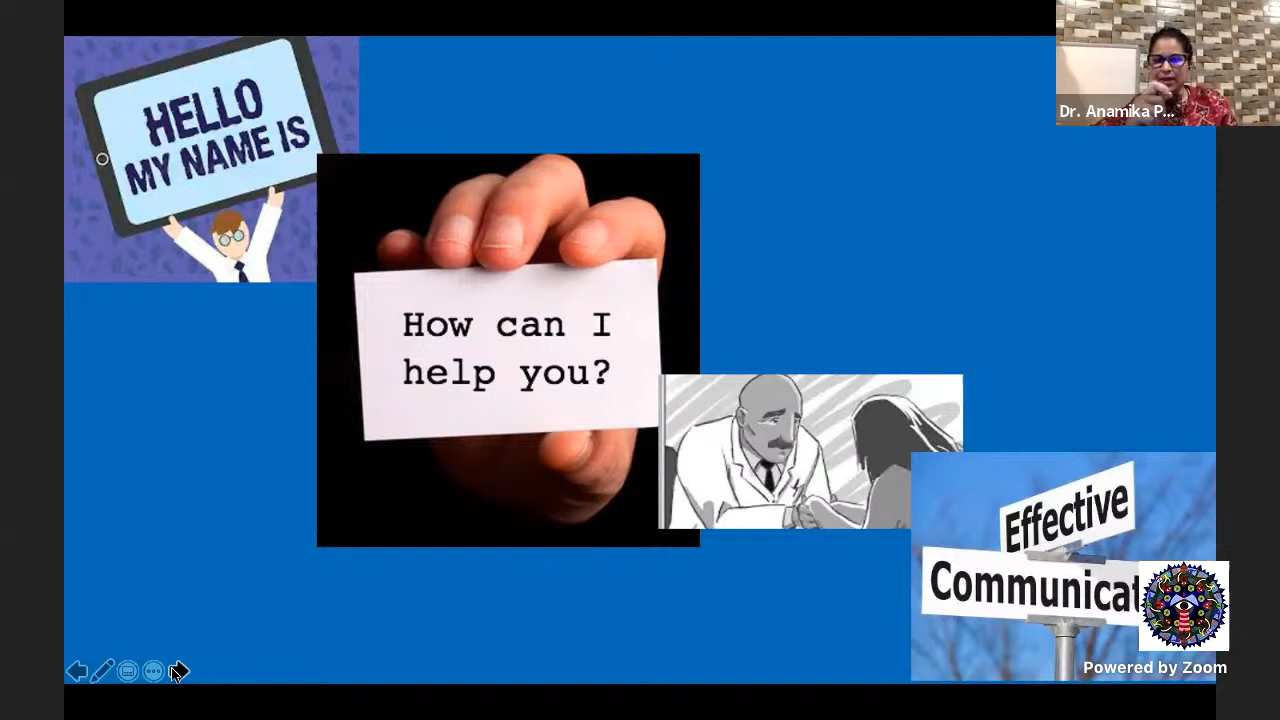 HELLO
MY NAME IS
Dr. Anamika P...
How can I
help you?
Effective
Communicat
Powered by Zoom